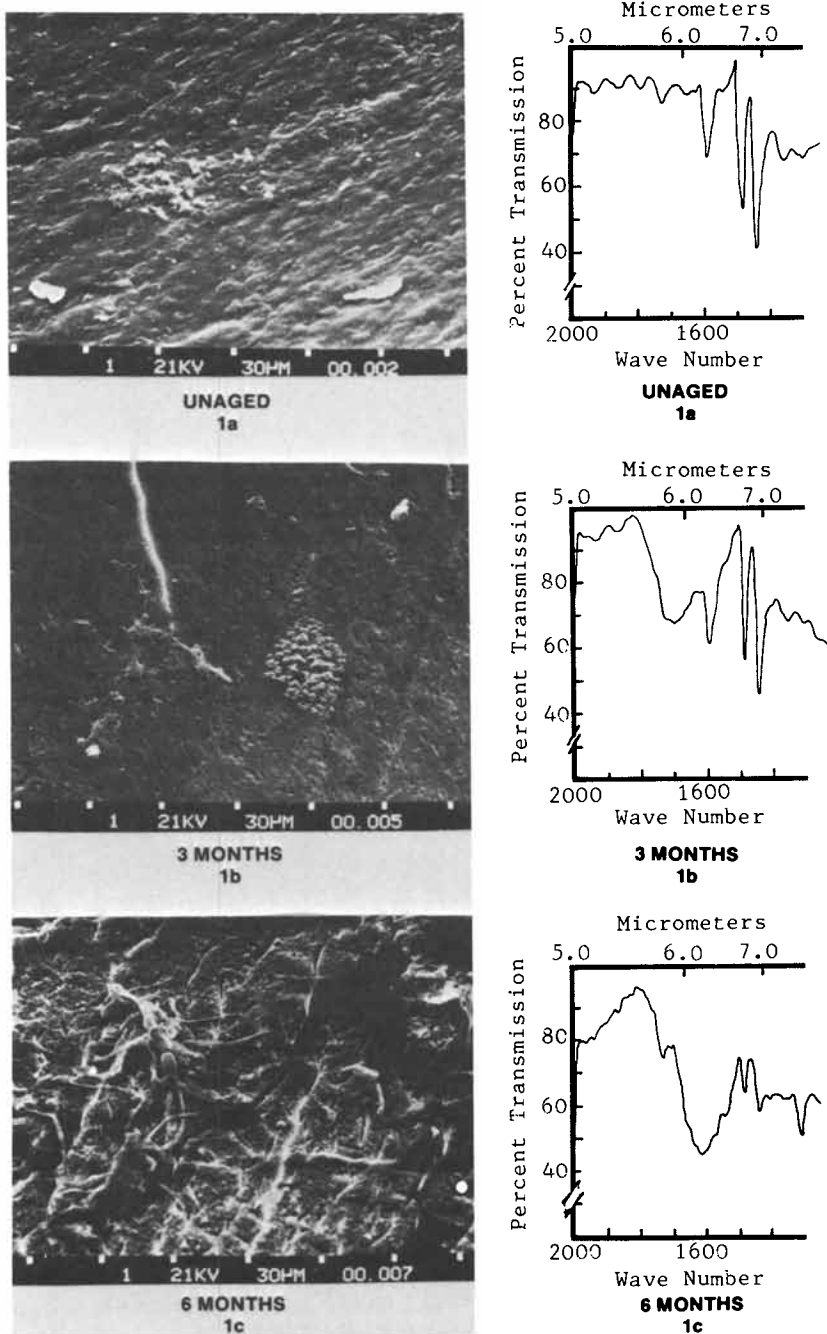 1 21KV 30µM 00.002
UNAGED
1a
Micrometers
5.0 6.0 7.0
Percent Transmission
80
60
40
2000 1600
Wave Number
UNAGED
1a
1 21KV 30µM 00.005
3 MONTHS
1b
Micrometers
5.0 6.0 7.0
Percent Transmission
80
60
40
2000 1600
Wave Number
3 MONTHS
1b
1 21KV 30µM 00.007
6 MONTHS
1c
Micrometers
5.0 6.0 7.0
Percent Transmission
80
60
40
2000 1600
Wave Number
6 MONTHS
1c